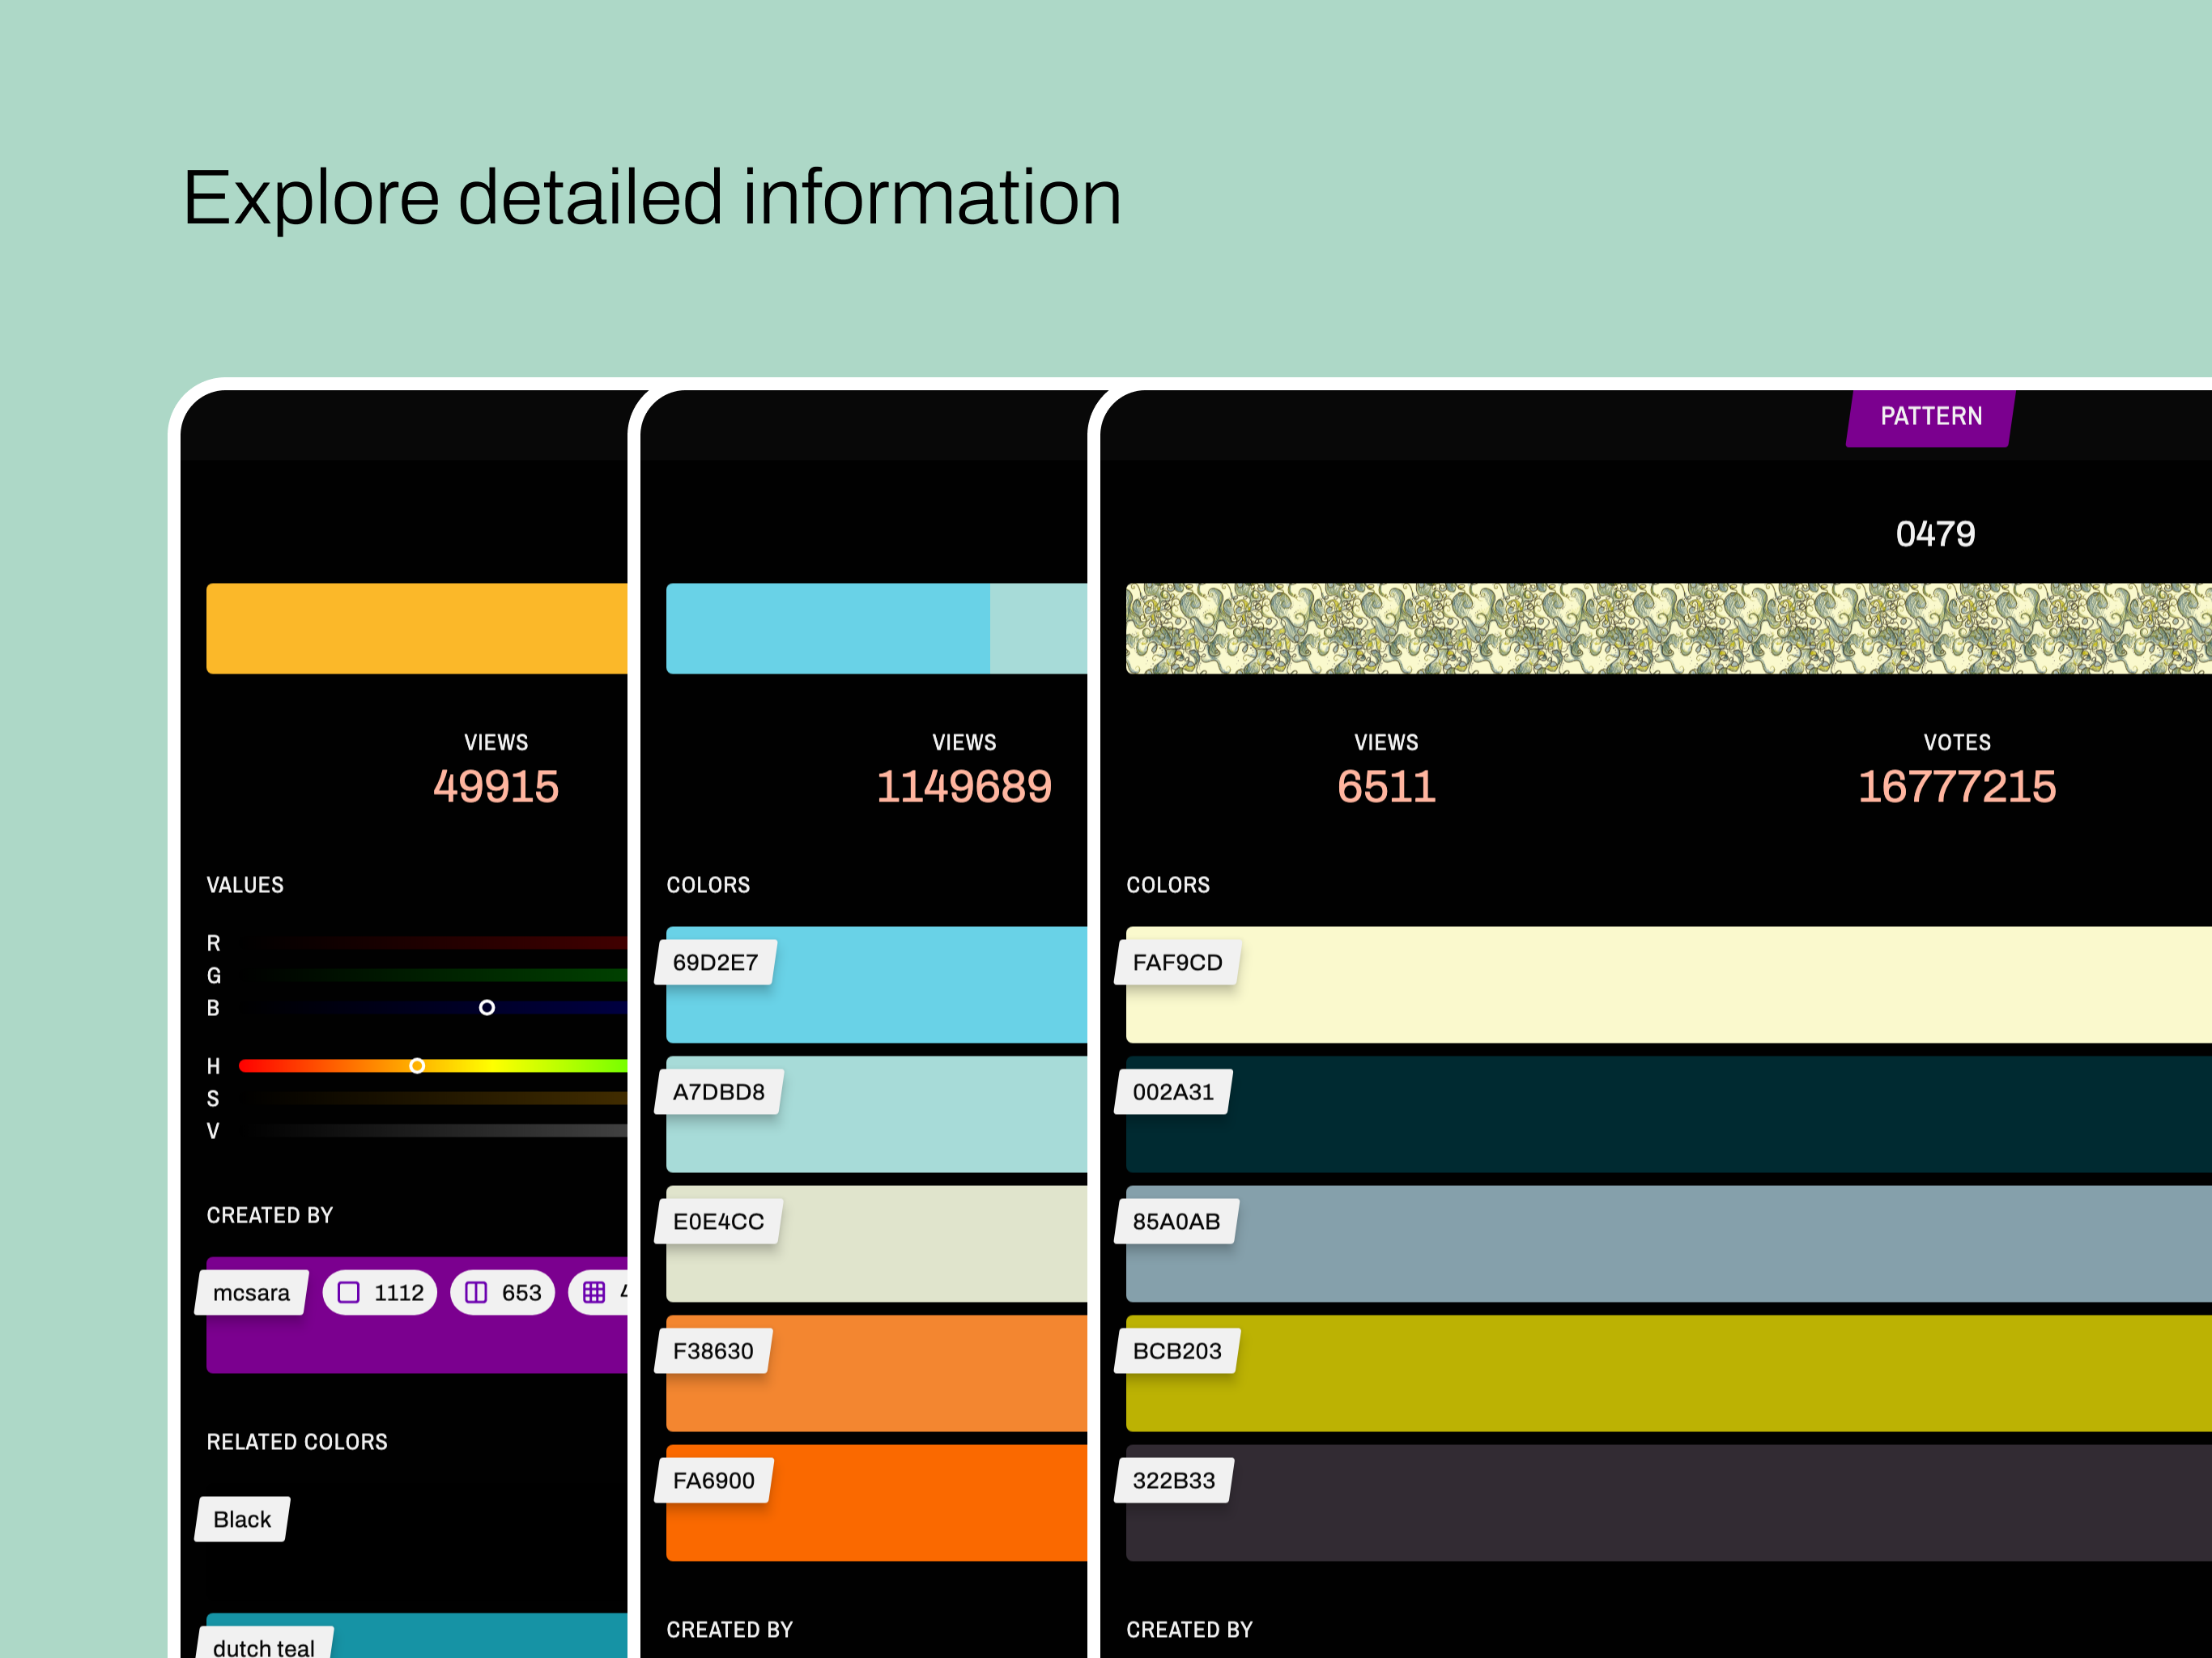 Explore detailed information
VIEWS
49915
VALUES
R
G
B
H
S
V
CREATED BY
mcsara 1112 653
RELATED COLORS
Black
dutch teal
VIEWS
1149689
COLORS
69D2E7
A7DBD8
E0E4CC
F38630
FA6900
CREATED BY
PATTERN
0479
VIEWS VOTES
6511 16777215
COLORS
FAF9CD
002A31
85A0AB
BCB203
322B33
CREATED BY